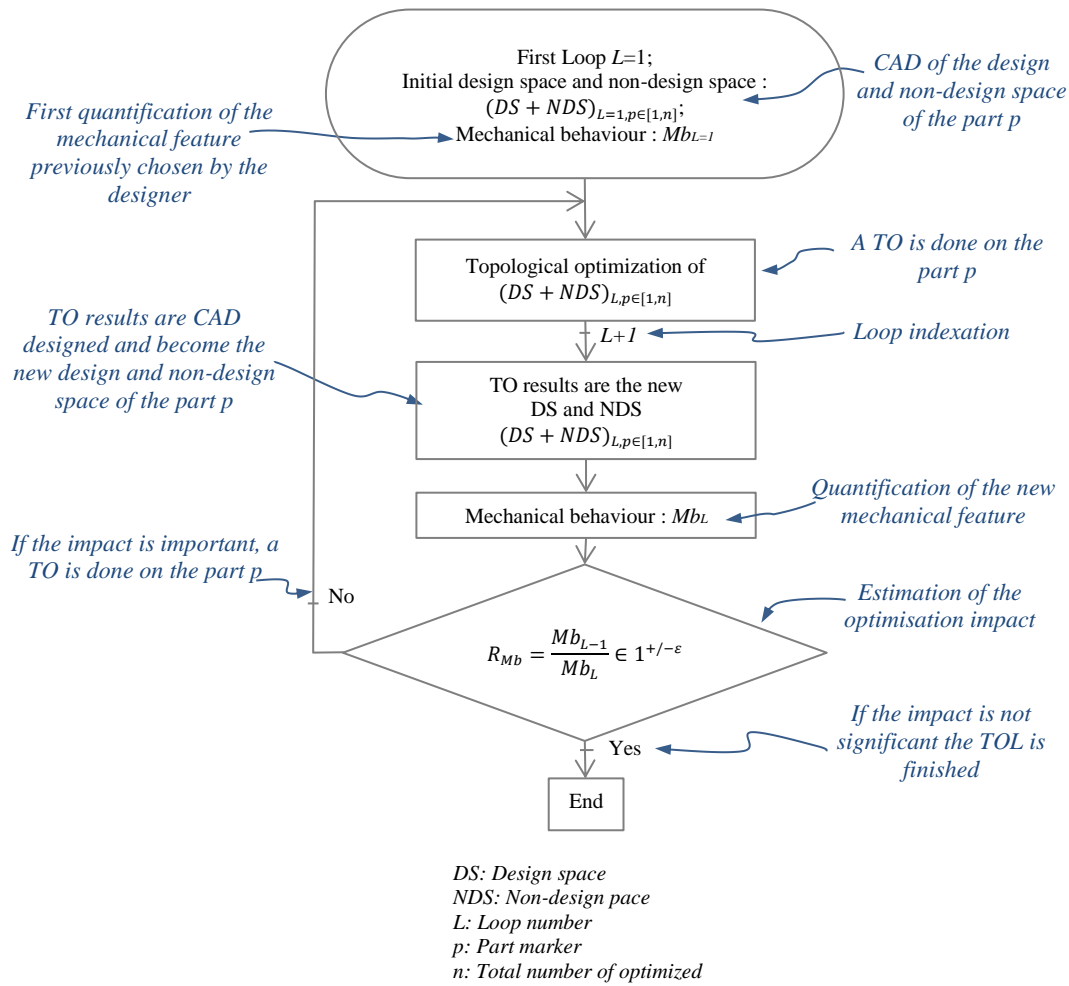 First Loop L=1;
Initial design space and non-design space :
(DS + NDS)_{L=1,p∈[1,n]};
Mechanical behaviour : Mb_{L=1}
CAD of the design
and non-design space
of the part p
First quantification of the
mechanical feature
previously chosen by the
designer
Topological optimization of
(DS + NDS)_{L,p∈[1,n]}
A TO is done on the
part p
L+1
Loop indexation
TO results are CAD
designed and become the
new design and non-design
space of the part p
TO results are the new
DS and NDS
(DS + NDS)_{L,p∈[1,n]}
Mechanical behaviour : Mb_L
Quantification of the new
mechanical feature
If the impact is important, a
TO is done on the part p
No
R_{Mb} = Mb_{L-1}/Mb_L ∈ 1^{+/-ε}
Estimation of the
optimisation impact
Yes
If the impact is not
significant the TOL is
finished
End
DS: Design space
NDS: Non-design pace
L: Loop number
p: Part marker
n: Total number of optimized